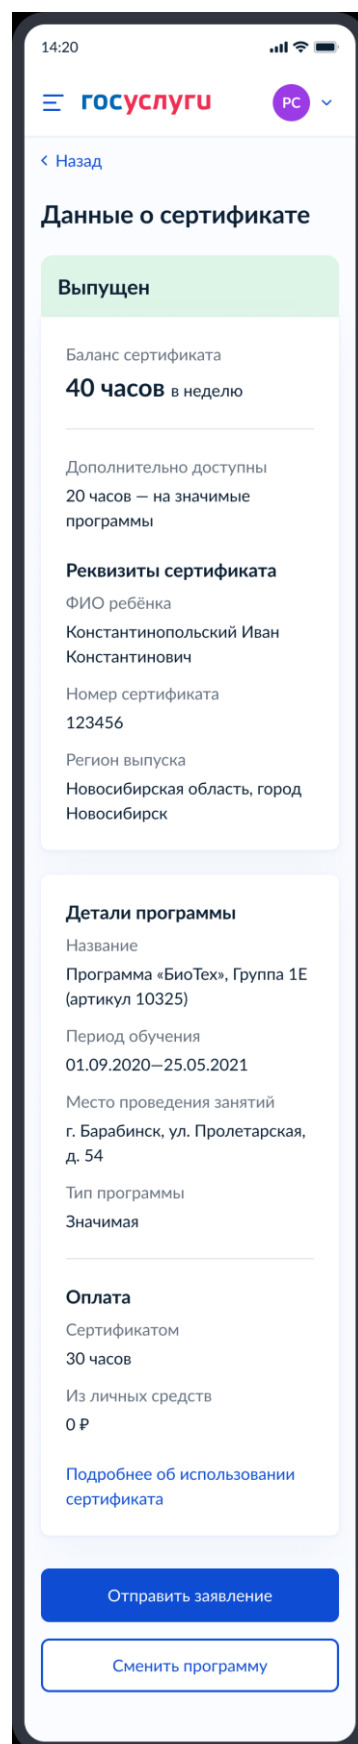 14:20
госуслуги
РС
Назад
Данные о сертификате
Выпущен
Баланс сертификата
40 часов в неделю
Дополнительно доступны
20 часов — на значимые
программы
Реквизиты сертификата
ФИО ребёнка
Константинопольский Иван
Константинович
Номер сертификата
123456
Регион выпуска
Новосибирская область, город
Новосибирск
Детали программы
Название
Программа «БиоТех», Группа 1Е
(артикул 10325)
Период обучения
01.09.2020—25.05.2021
Место проведения занятий
г. Барабинск, ул. Пролетарская,
д. 54
Тип программы
Значимая
Оплата
Сертификатом
30 часов
Из личных средств
0 ₽
Подробнее об использовании
сертификата
Отправить заявление
Сменить программу